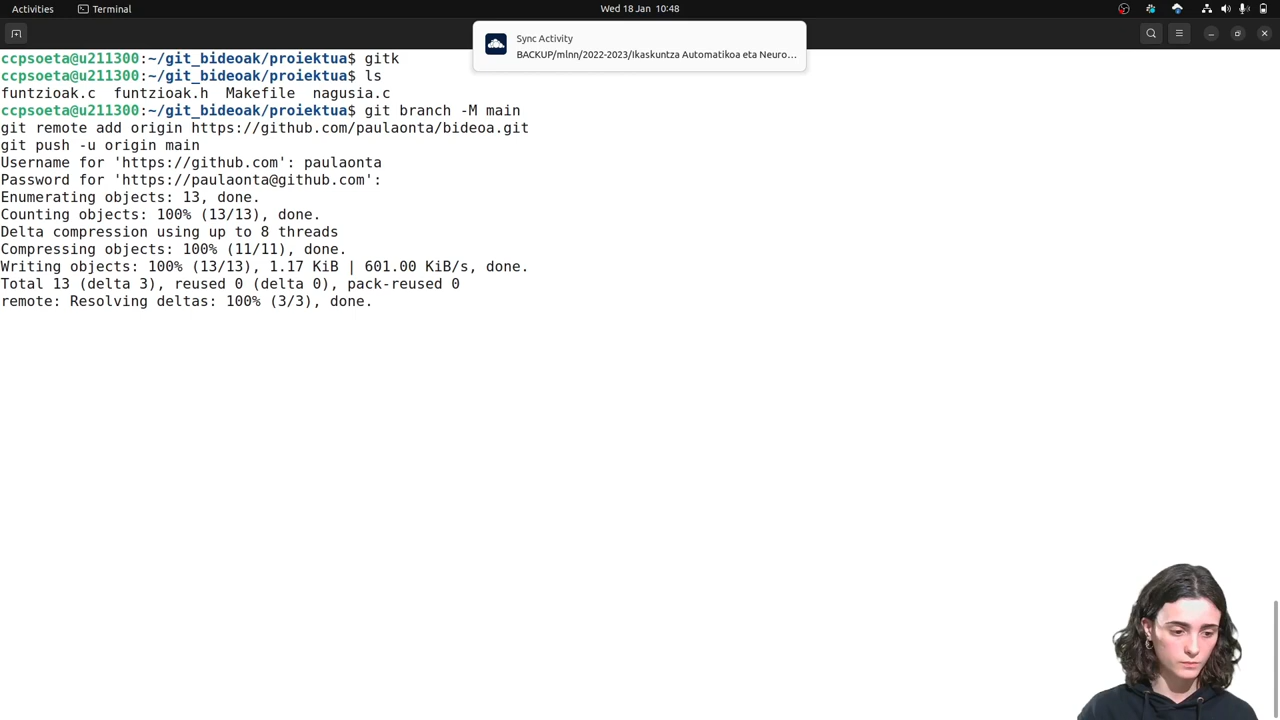 Activities
Terminal
Wed 18 Jan 10:48
Sync Activity
BACKUP/mlnn/2022-2023/Ikaskuntza Automatikoa eta Neuro...
ccpsoeta@u211300:~/git_bideoak/proiektua$ gitk
ccpsoeta@u211300:~/git_bideoak/proiektua$ ls
funtzioak.c  funtzioak.h  Makefile  nagusia.c
ccpsoeta@u211300:~/git_bideoak/proiektua$ git branch -M main
git remote add origin https://github.com/paulaonta/bideoa.git
git push -u origin main
Username for 'https://github.com': paulaonta
Password for 'https://paulaonta@github.com':
Enumerating objects: 13, done.
Counting objects: 100% (13/13), done.
Delta compression using up to 8 threads
Compressing objects: 100% (11/11), done.
Writing objects: 100% (13/13), 1.17 KiB | 601.00 KiB/s, done.
Total 13 (delta 3), reused 0 (delta 0), pack-reused 0
remote: Resolving deltas: 100% (3/3), done.